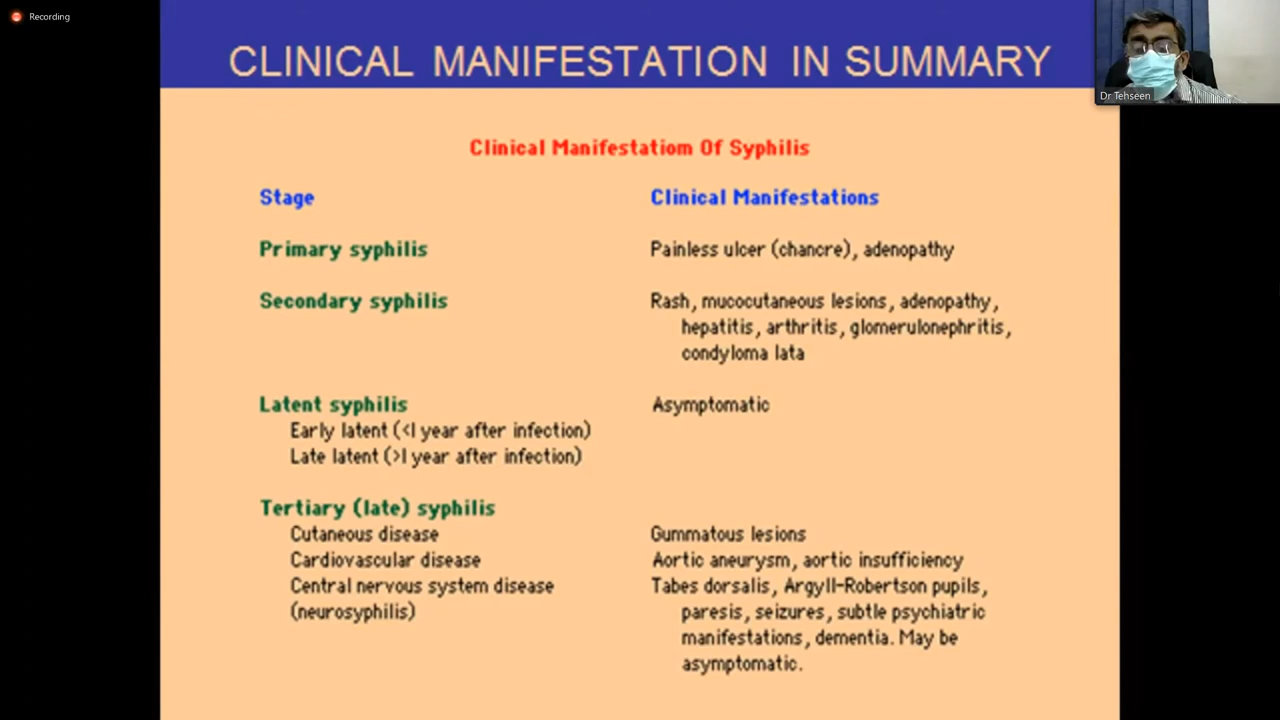 Recording
CLINICAL MANIFESTATION IN SUMMARY
Dr Tehseen
Clinical Manifestatiom Of Syphilis
Stage
Clinical Manifestations
Primary syphilis
Painless ulcer (chancre), adenopathy
Secondary syphilis
Rash, mucocutaneous lesions, adenopathy,
hepatitis, arthritis, glomerulonephritis,
condyloma lata
Latent syphilis
Asymptomatic
Early latent (<1 year after infection)
Late latent (>1 year after infection)
Tertiary (late) syphilis
Cutaneous disease
Gummatous lesions
Cardiovascular disease
Aortic aneurysm, aortic insufficiency
Central nervous system disease
(neurosyphilis)
Tabes dorsalis, Argyll-Robertson pupils,
paresis, seizures, subtle psychiatric
manifestations, dementia. May be
asymptomatic.